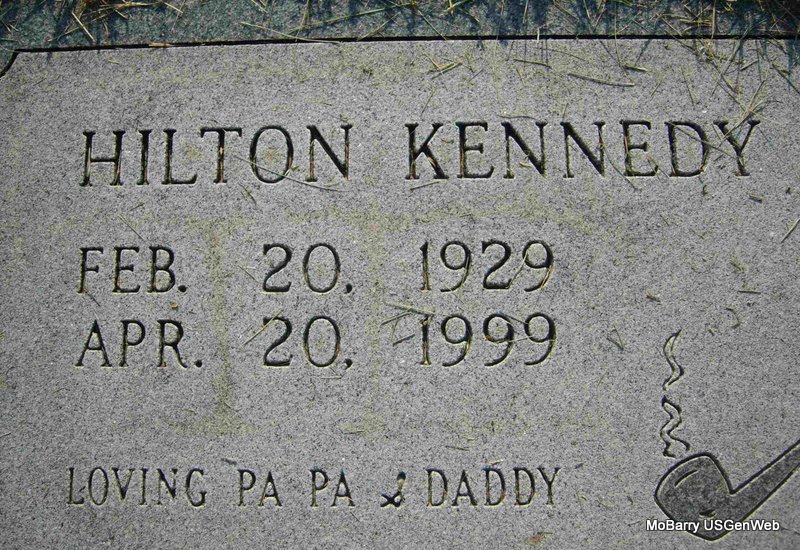 HILTON KENNEDY
FEB. 20, 1929
APR. 20, 1999
LOVING PA PA & DADDY
MoBarry USGenWeb